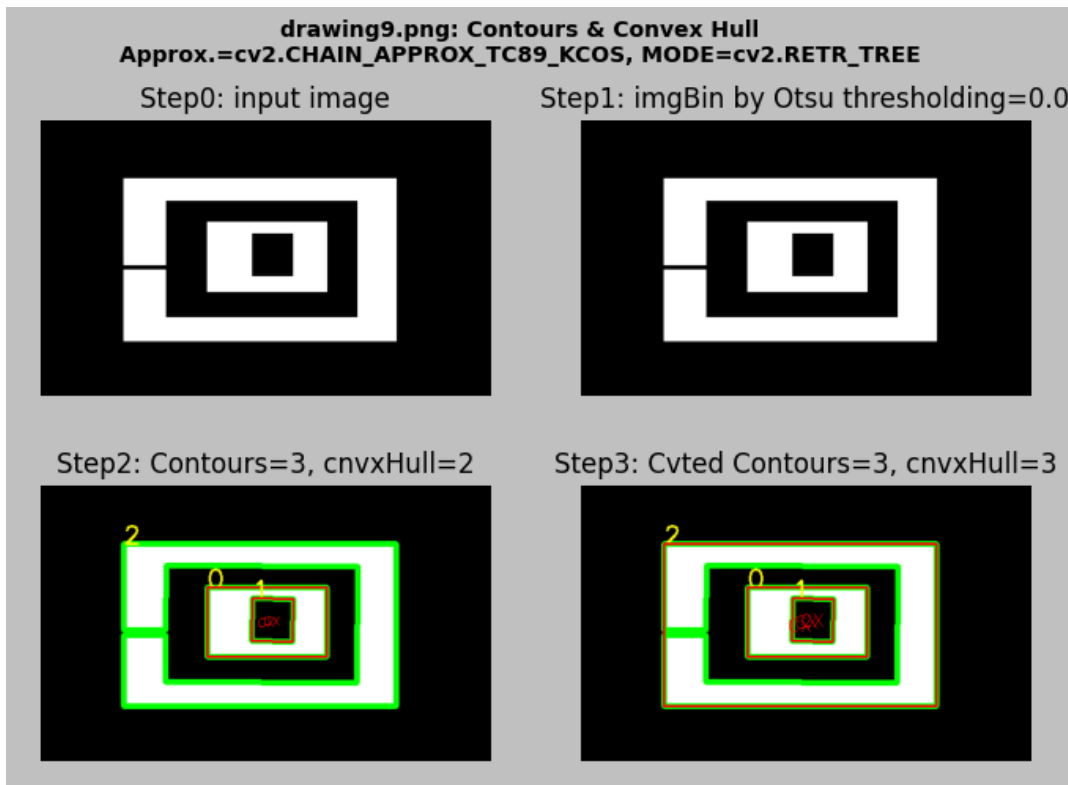 drawing9.png: Contours & Convex Hull
Approx.=cv2.CHAIN_APPROX_TC89_KCOS, MODE=cv2.RETR_TREE
Step0: input image
Step1: imgBin by Otsu thresholding=0.0
Step2: Contours=3, cnvxHull=2
Step3: Cvted Contours=3, cnvxHull=3
2
0
1
2
0
1